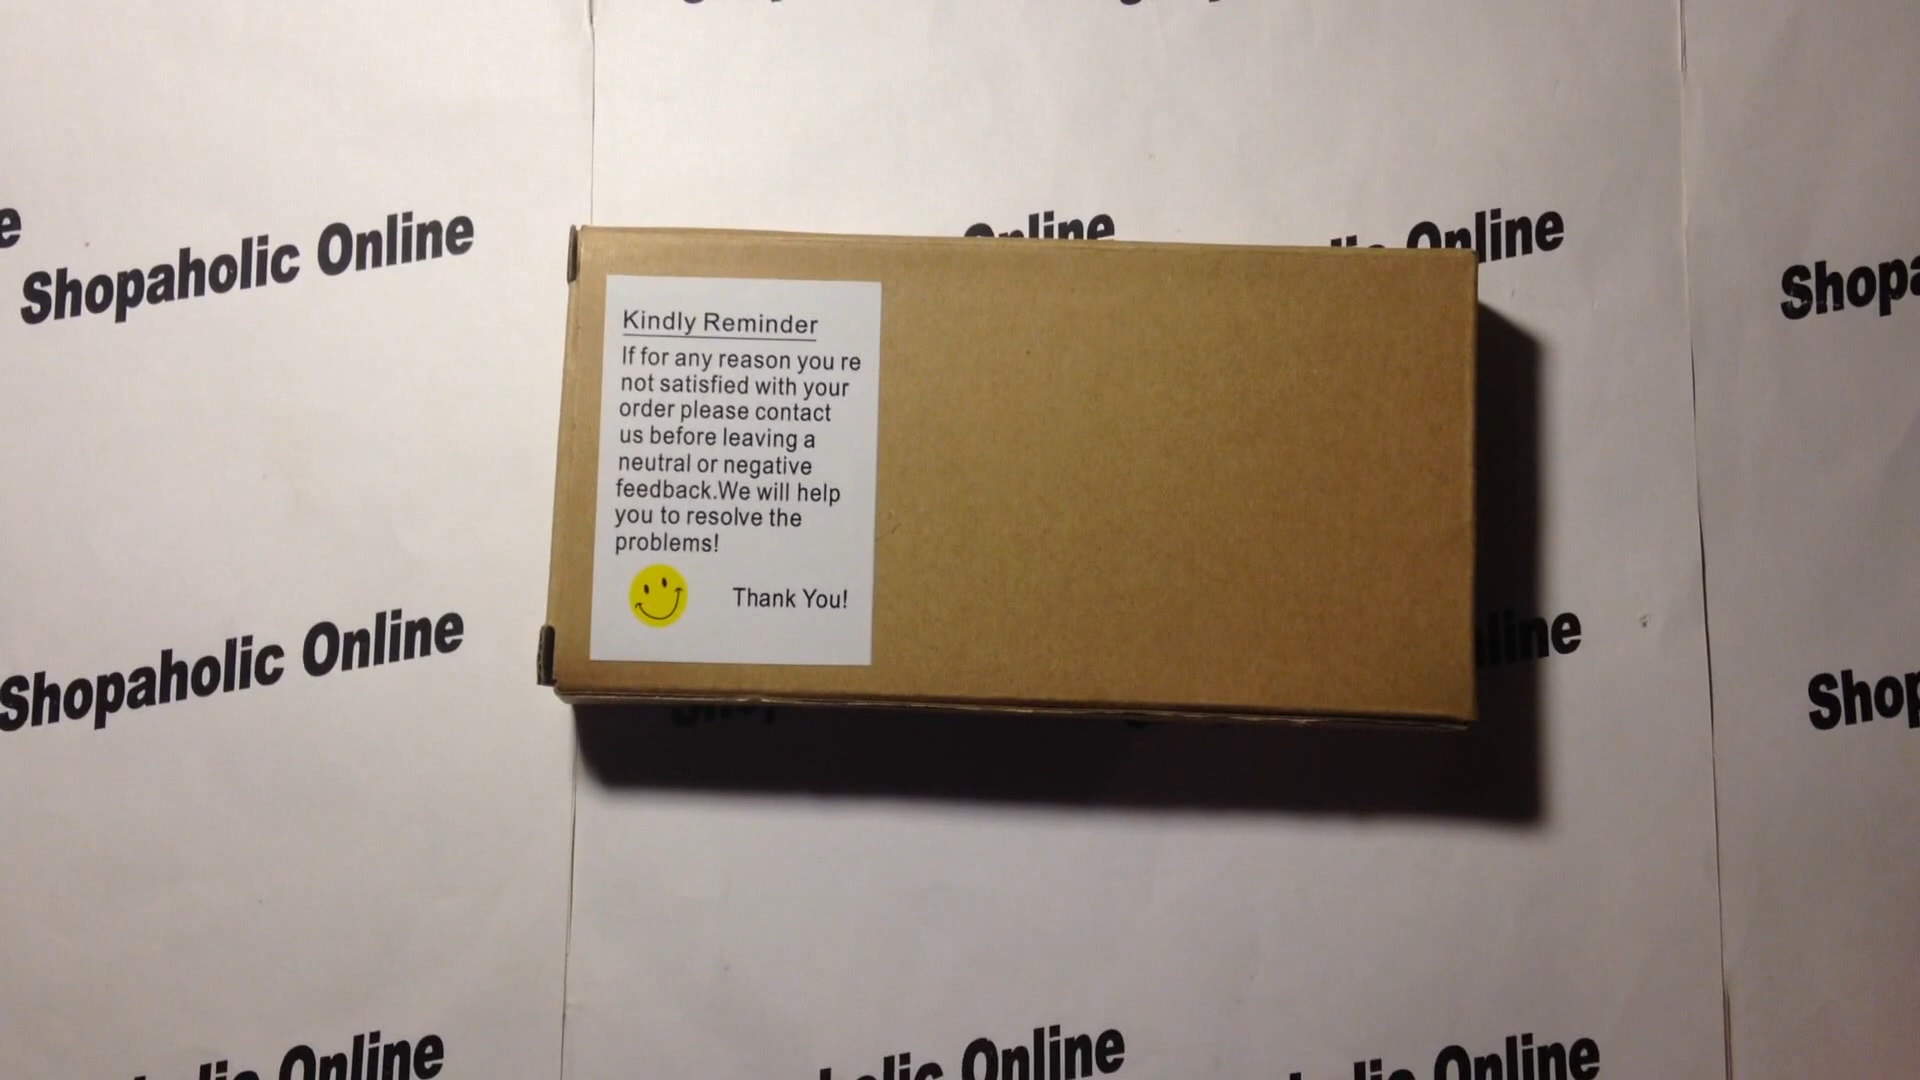 Shopaholic Online
Online
Online
Kindly Reminder
If for any reason you re
not satisfied with your
order please contact
us before leaving a
neutral or negative
feedback.We will help
you to resolve the
problems!
Thank You!
Shopaholic Online
Online
Online
Online